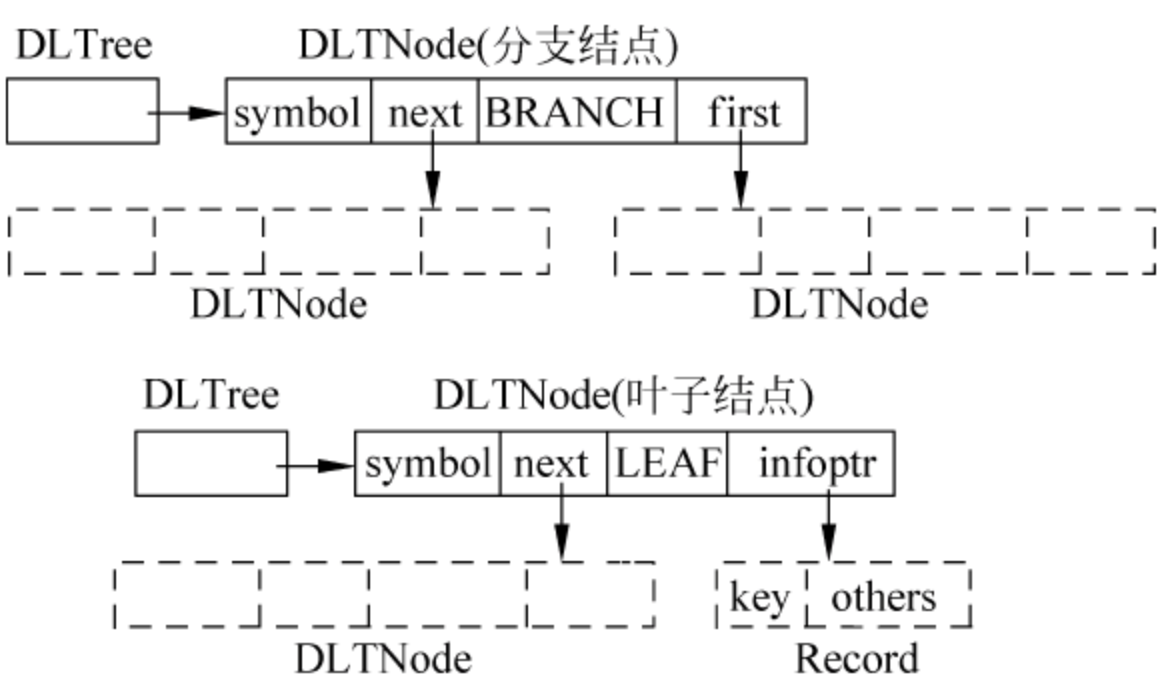 DLTree DLTNode(分支结点)
symbol next BRANCH first
DLTNode DLTNode
DLTree DLTNode(叶子结点)
symbol next LEAF infoptr
key others
DLTNode Record